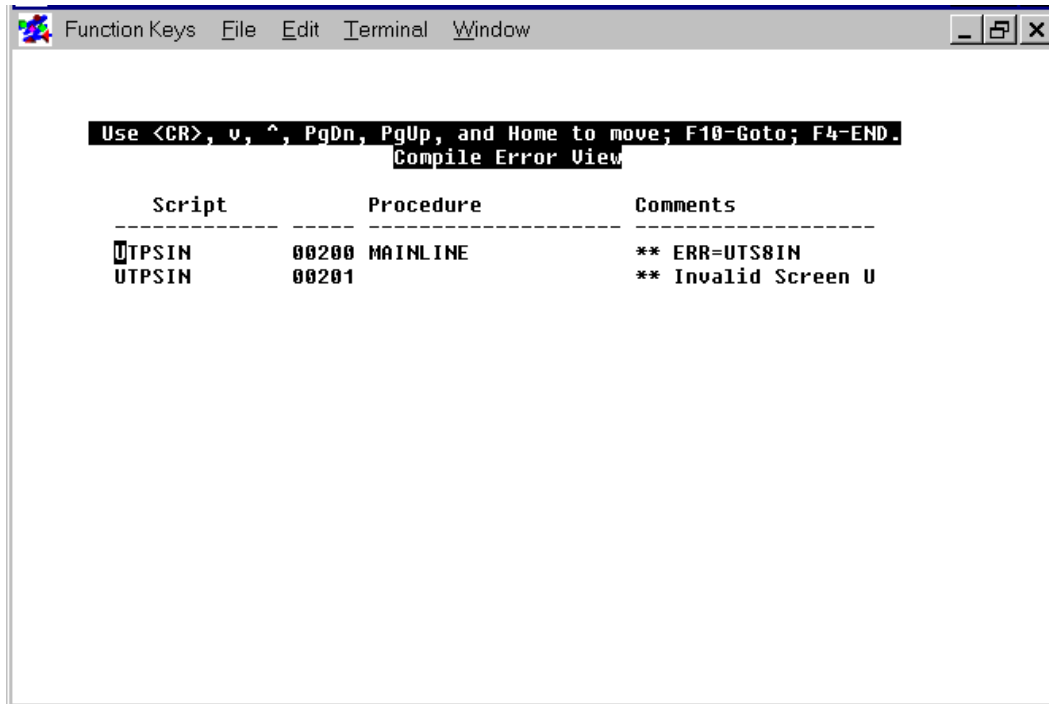 Function Keys File Edit Terminal Window
Use <CR>, v, ^, PgDn, PgUp, and Home to move; F10-Goto; F4-END.
Compile Error View
Script Procedure Comments
------------- ----- -------------------- -------------------
UTPSIN 00200 MAINLINE ** ERR=UTS8IN
UTPSIN 00201 ** Invalid Screen U